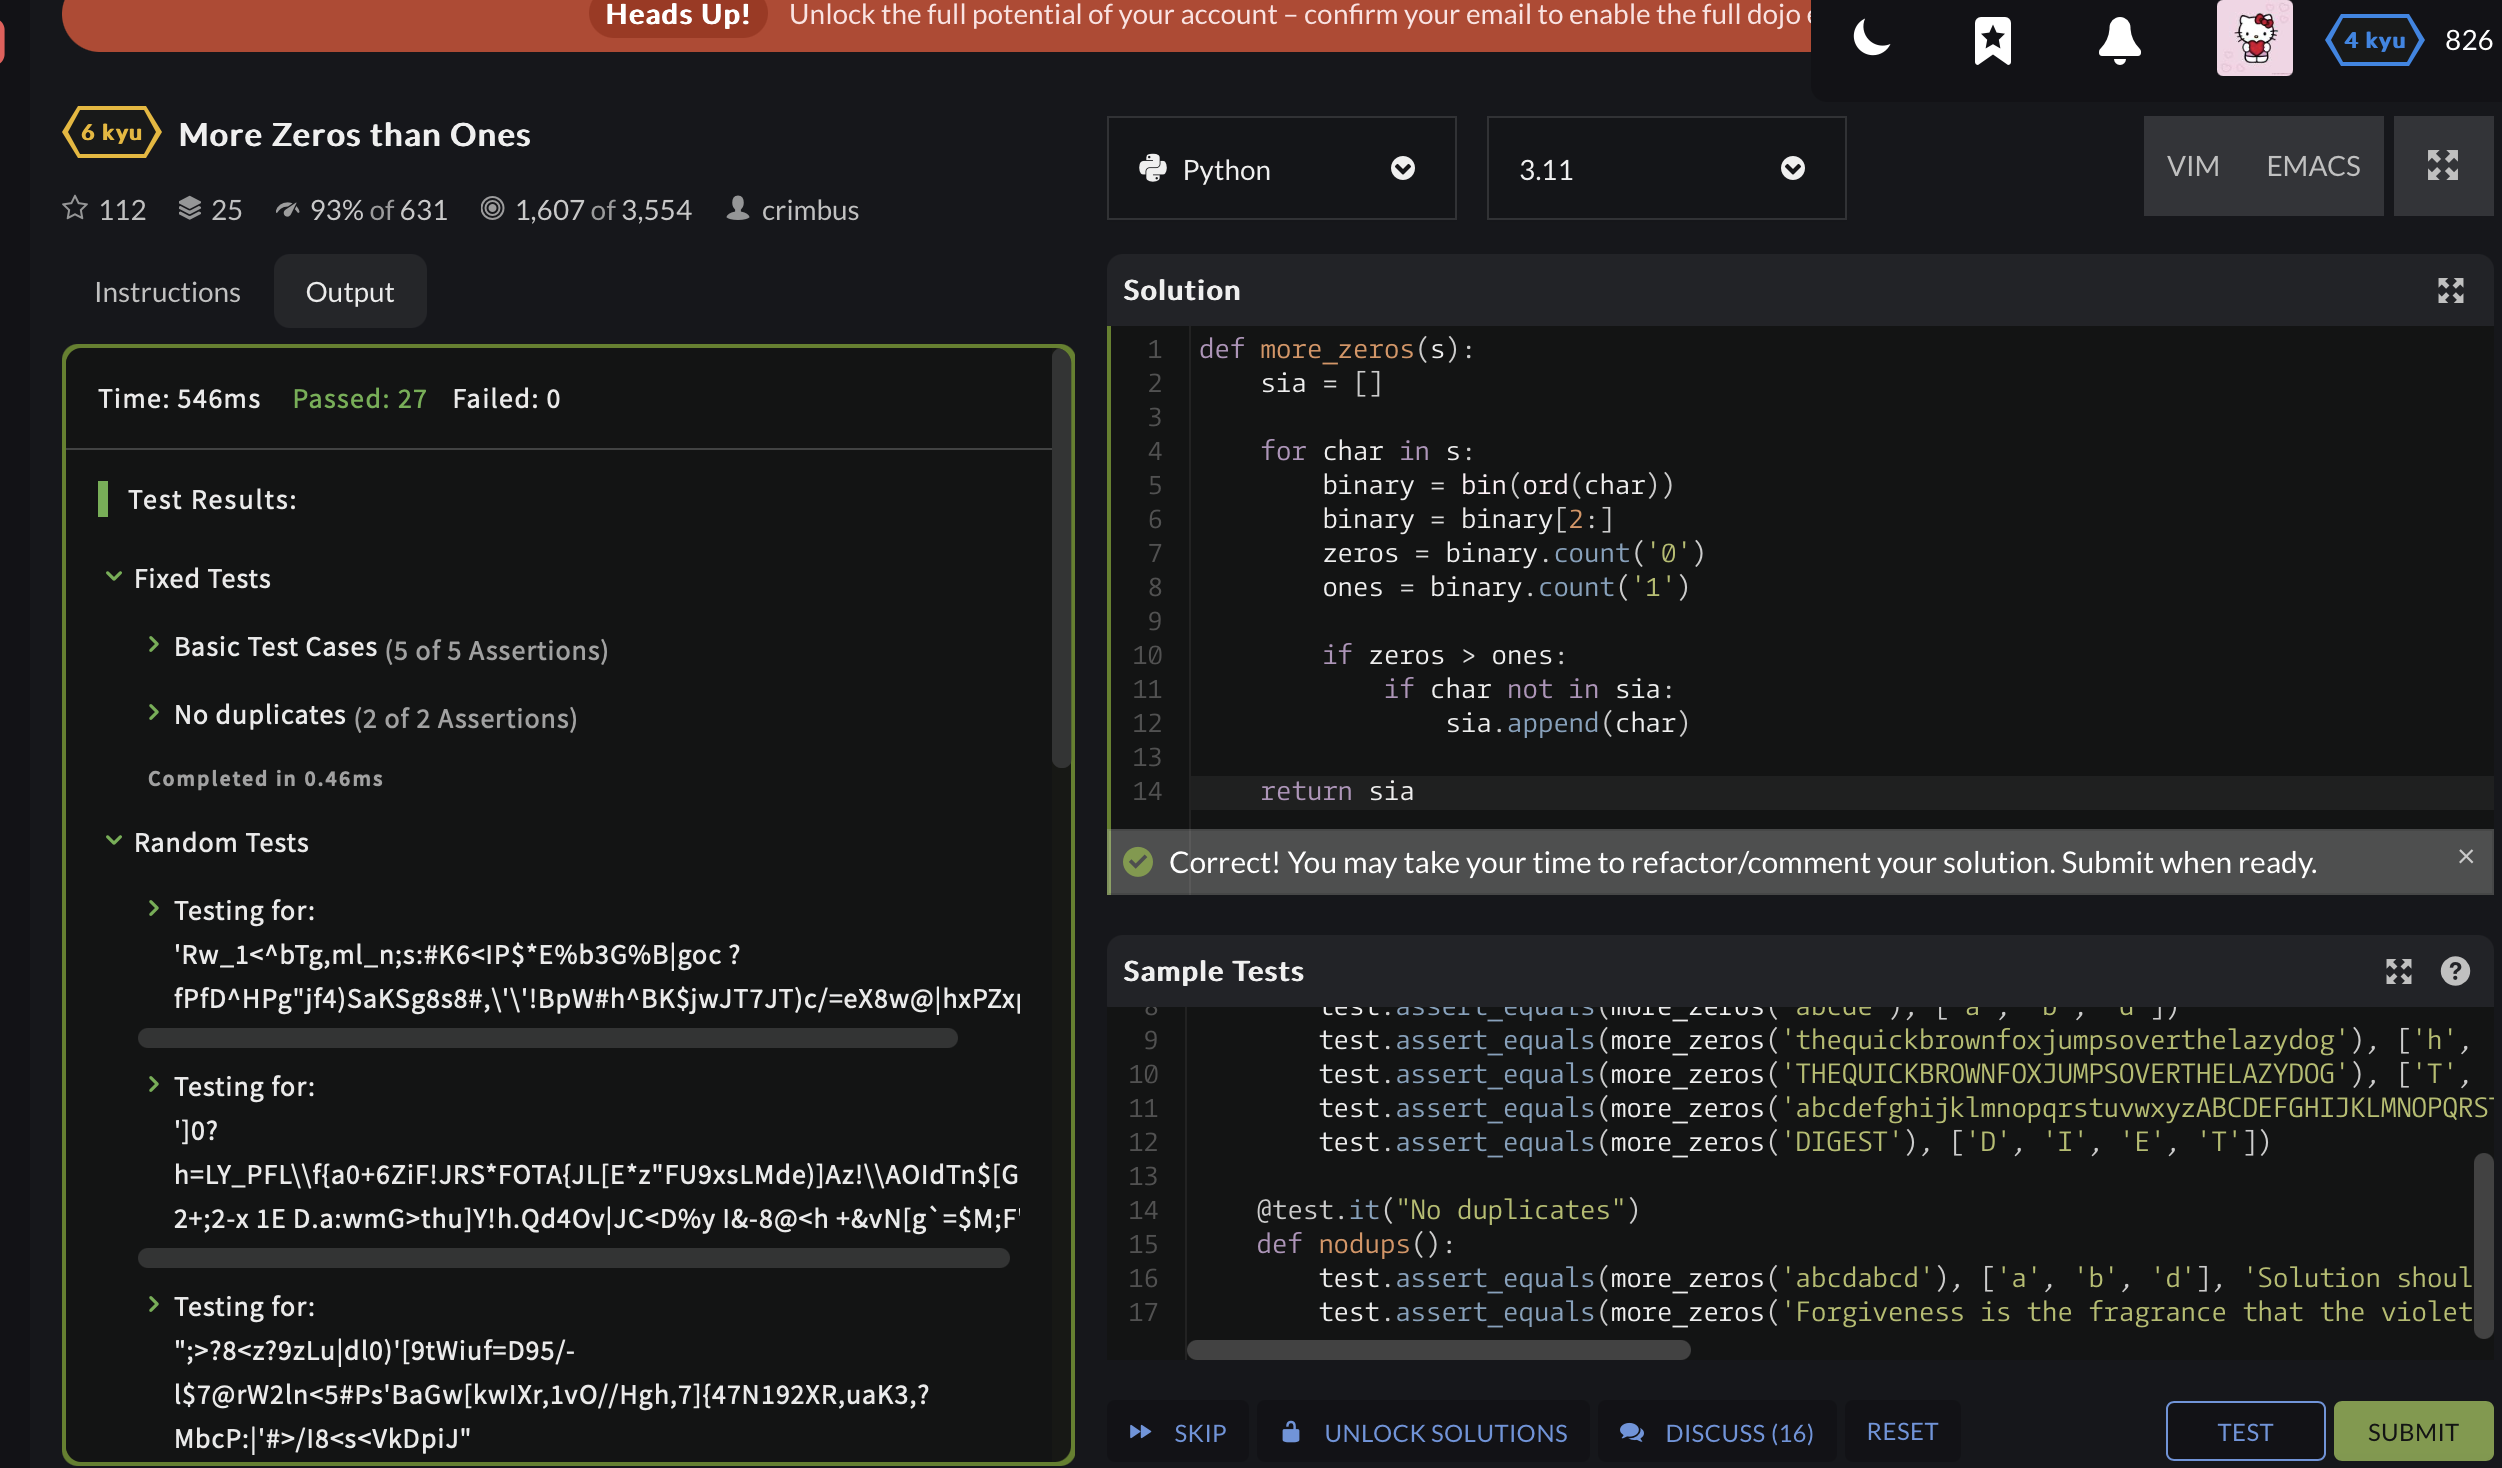 Heads Up! Unlock the full potential of your account – confirm your email to enable the full dojo
4 kyu 826
6 kyu More Zeros than Ones
112 25 93% of 631 1,607 of 3,554 crimbus
Instructions Output
Time: 546ms Passed: 27 Failed: 0
Test Results:
Fixed Tests
Basic Test Cases (5 of 5 Assertions)
No duplicates (2 of 2 Assertions)
Completed in 0.46ms
Random Tests
Testing for:
'Rw_1<^bTg,ml_n;s:#K6<IP$*E%b3G%B|goc ?
fPfD^HPg"jf4)SaKSg8s8#,\'\'!BpW#h^BK$jwJT7JT)c/=eX8w@|hxPZx
Testing for:
']0?
h=LY_PFL\\f{a0+6ZiF!JRS*FOTA{JL[E*z"FU9xsLMde)]Az!\\AOIdTn$[G
2+;2-x 1E D.a:wmG>thu]Y!h.Qd4Ov|JC<D%y I&-8@<h +&vN[g`=$M;F
Testing for:
";>?8<z?9zLu|dl0)'[9tWiuf=D95/-
l$7@rW2ln<5#Ps'BaGw[kwIXr,1vO//Hgh,7]{47N192XR,uaK3,?
MbcP:|'#>/I8<s<VkDpiJ"
Python 3.11 VIM EMACS
Solution
1 def more_zeros(s):
2 sia = []
3
4 for char in s:
5 binary = bin(ord(char))
6 binary = binary[2:]
7 zeros = binary.count('0')
8 ones = binary.count('1')
9
10 if zeros > ones:
11 if char not in sia:
12 sia.append(char)
13
14 return sia
Correct! You may take your time to refactor/comment your solution. Submit when ready. ×
Sample Tests
8 test.assert_equals(more_zeros('abcde'), ['a', 'b', 'd'])
9 test.assert_equals(more_zeros('thequickbrownfoxjumpsoverthelazydog'), ['h',
10 test.assert_equals(more_zeros('THEQUICKBROWNFOXJUMPSOVERTHELAZYDOG'), ['T',
11 test.assert_equals(more_zeros('abcdefghijklmnopqrstuvwxyzABCDEFGHIJKLMNOPQRST
12 test.assert_equals(more_zeros('DIGEST'), ['D', 'I', 'E', 'T'])
13
14 @test.it("No duplicates")
15 def nodups():
16 test.assert_equals(more_zeros('abcdabcd'), ['a', 'b', 'd'], 'Solution shoul
17 test.assert_equals(more_zeros('Forgiveness is the fragrance that the violet
SKIP UNLOCK SOLUTIONS DISCUSS (16) RESET TEST SUBMIT